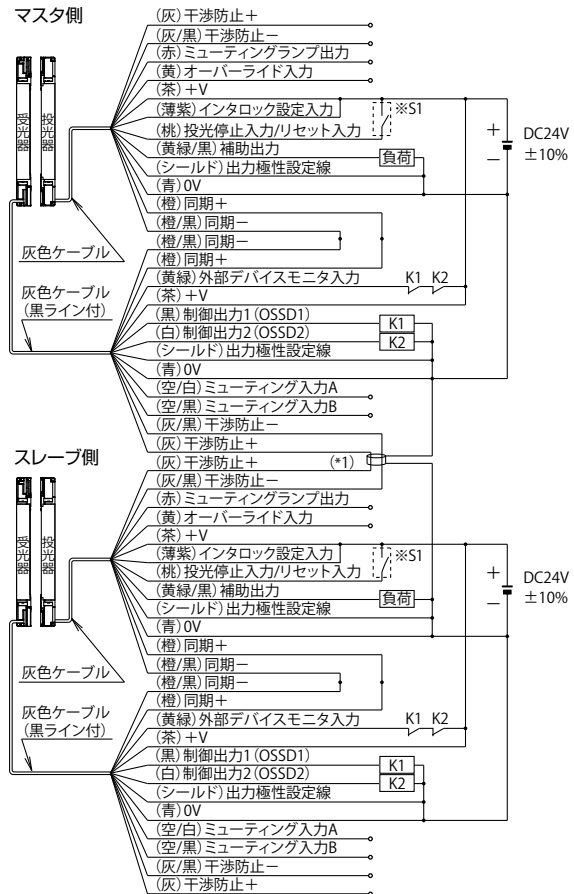 マスタ側
(灰)干渉防止＋
(灰/黒)干渉防止－
(赤)ミューティングランプ出力
(黄)オーバーライド入力
(茶)＋V
(薄紫)インタロック設定入力
※S1
(桃)投光停止入力/リセット入力
(黄緑/黒)補助出力
負荷
(シールド)出力極性設定線
(青)0V
＋
－
DC24V
±10%
受光器
投光器
(橙)同期＋
(橙/黒)同期－
(橙/黒)同期－
(橙)同期＋
灰色ケーブル
(黄緑)外部デバイスモニタ入力
K1 K2
灰色ケーブル
(黒ライン付)
(茶)＋V
(黒)制御出力1(OSSD1)
K1
(白)制御出力2(OSSD2)
K2
(シールド)出力極性設定線
(青)0V
(空/白)ミューティング入力A
(空/黒)ミューティング入力B
(灰/黒)干渉防止－
(灰)干渉防止＋
スレーブ側
(灰)干渉防止＋
(*1)
(灰/黒)干渉防止－
(赤)ミューティングランプ出力
(黄)オーバーライド入力
(茶)＋V
(薄紫)インタロック設定入力
※S1
(桃)投光停止入力/リセット入力
(黄緑/黒)補助出力
負荷
(シールド)出力極性設定線
(青)0V
＋
－
DC24V
±10%
受光器
投光器
(橙)同期＋
(橙/黒)同期－
(橙/黒)同期－
(橙)同期＋
灰色ケーブル
(黄緑)外部デバイスモニタ入力
K1 K2
灰色ケーブル
(黒ライン付)
(茶)＋V
(黒)制御出力1(OSSD1)
K1
(白)制御出力2(OSSD2)
K2
(シールド)出力極性設定線
(青)0V
(空/白)ミューティング入力A
(空/黒)ミューティング入力B
(灰/黒)干渉防止－
(灰)干渉防止＋